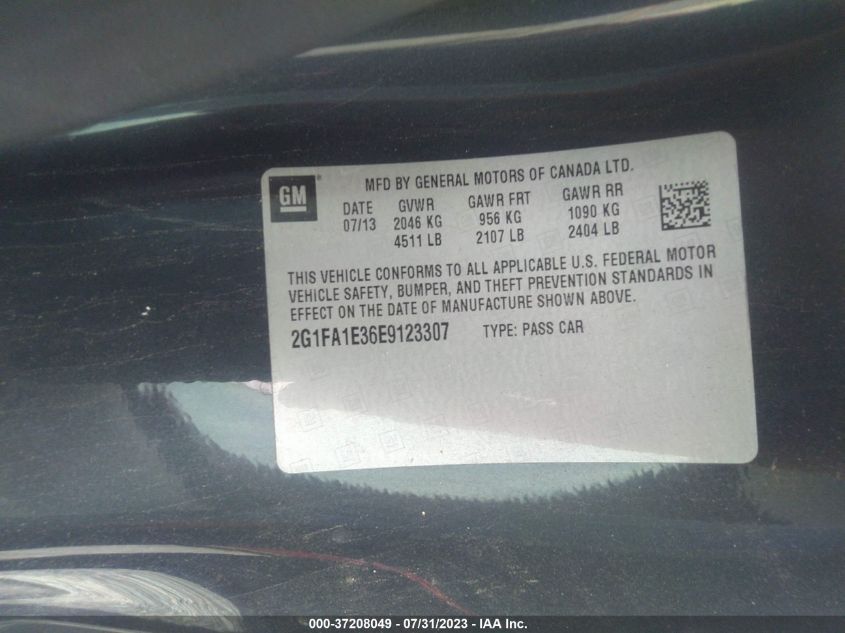 GM
MFD BY GENERAL MOTORS OF CANADA LTD.
DATE GVWR GAWR FRT GAWR RR
07/13 2046 KG 956 KG 1090 KG
4511 LB 2107 LB 2404 LB
THIS VEHICLE CONFORMS TO ALL APPLICABLE U.S. FEDERAL MOTOR
VEHICLE SAFETY, BUMPER, AND THEFT PREVENTION STANDARDS IN
EFFECT ON THE DATE OF MANUFACTURE SHOWN ABOVE.
2G1FA1E36E9123307 TYPE: PASS CAR
000-37208049 - 07/31/2023 - IAA Inc.